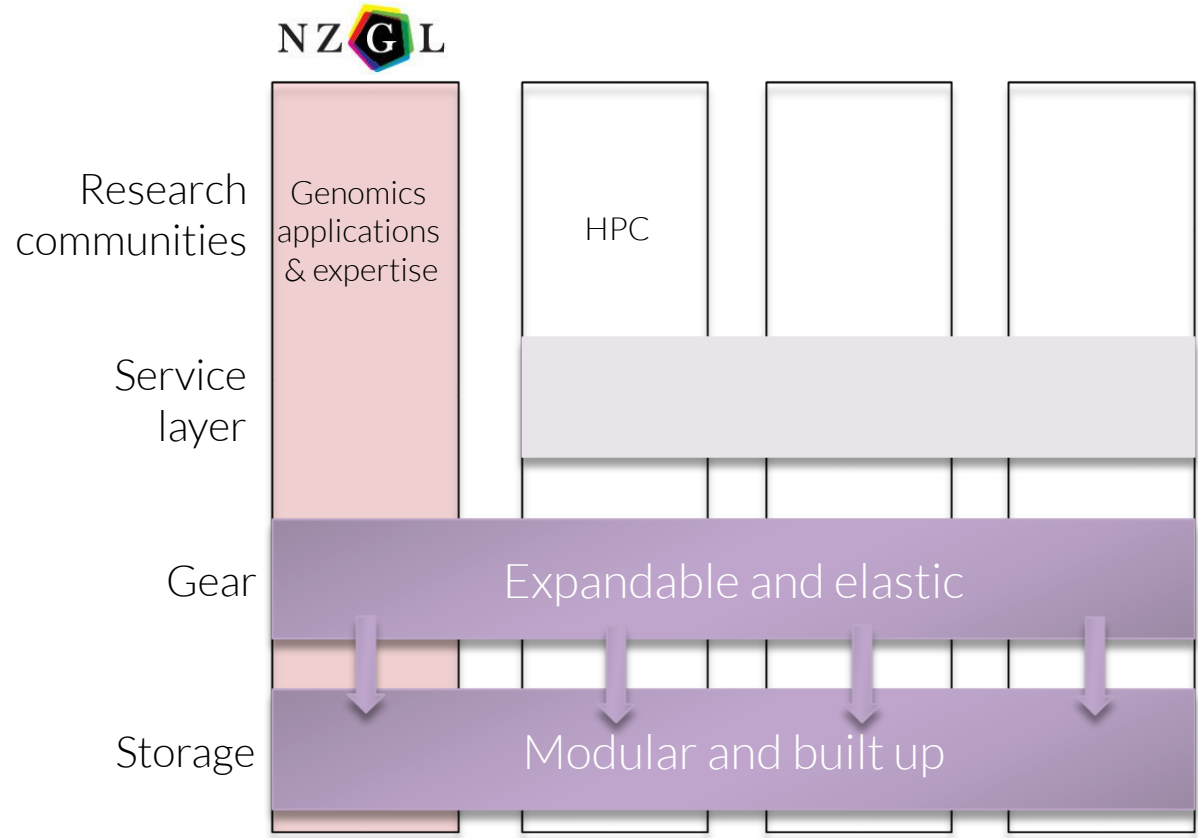 NZGL
Research
communities
Genomics
applications
& expertise
HPC
Service
layer
Gear
Expandable and elastic
Storage
Modular and built up